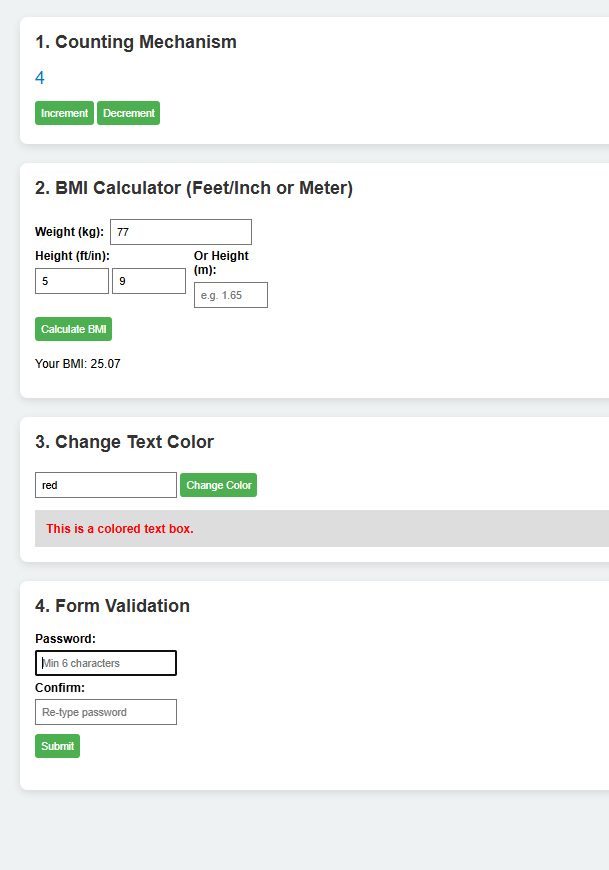 1. Counting Mechanism
4
Increment Decrement
2. BMI Calculator (Feet/Inch or Meter)
Weight (kg): 77
Height (ft/in):
5 9
Or Height
(m):
e.g. 1.65
Calculate BMI
Your BMI: 25.07
3. Change Text Color
red Change Color
This is a colored text box.
4. Form Validation
Password:
Min 6 characters
Confirm:
Re-type password
Submit